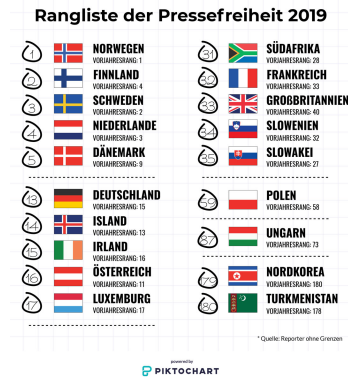 Rangliste der Pressefreiheit 2019
1 NORWEGEN
VORJAHRESRANG: 1
2 FINNLAND
VORJAHRESRANG: 4
3 SCHWEDEN
VORJAHRESRANG: 2
4 NIEDERLANDE
VORJAHRESRANG: 3
5 DÄNEMARK
VORJAHRESRANG: 9
13 DEUTSCHLAND
VORJAHRESRANG: 15
14 ISLAND
VORJAHRESRANG: 13
15 IRLAND
VORJAHRESRANG: 16
16 ÖSTERREICH
VORJAHRESRANG: 11
17 LUXEMBURG
VORJAHRESRANG: 17
31 SÜDAFRIKA
VORJAHRESRANG: 28
32 FRANKREICH
VORJAHRESRANG: 33
33 GROßBRITANNIEN
VORJAHRESRANG: 40
34 SLOWENIEN
VORJAHRESRANG: 32
35 SLOWAKEI
VORJAHRESRANG: 27
59 POLEN
VORJAHRESRANG: 58
87 UNGARN
VORJAHRESRANG: 73
179 NORDKOREA
VORJAHRESRANG: 180
180 TURKMENISTAN
VORJAHRESRANG: 178
* Quelle: Reporter ohne Grenzen
powered by
PIKTOCHART